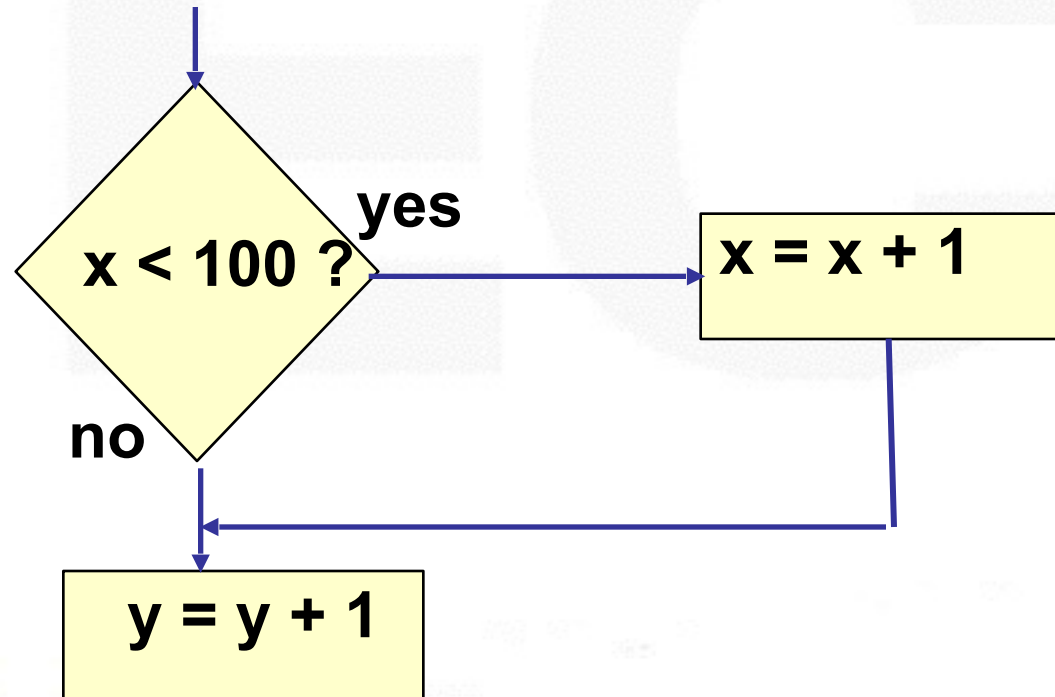 yes
x < 100 ?
x = x + 1
no
y = y + 1